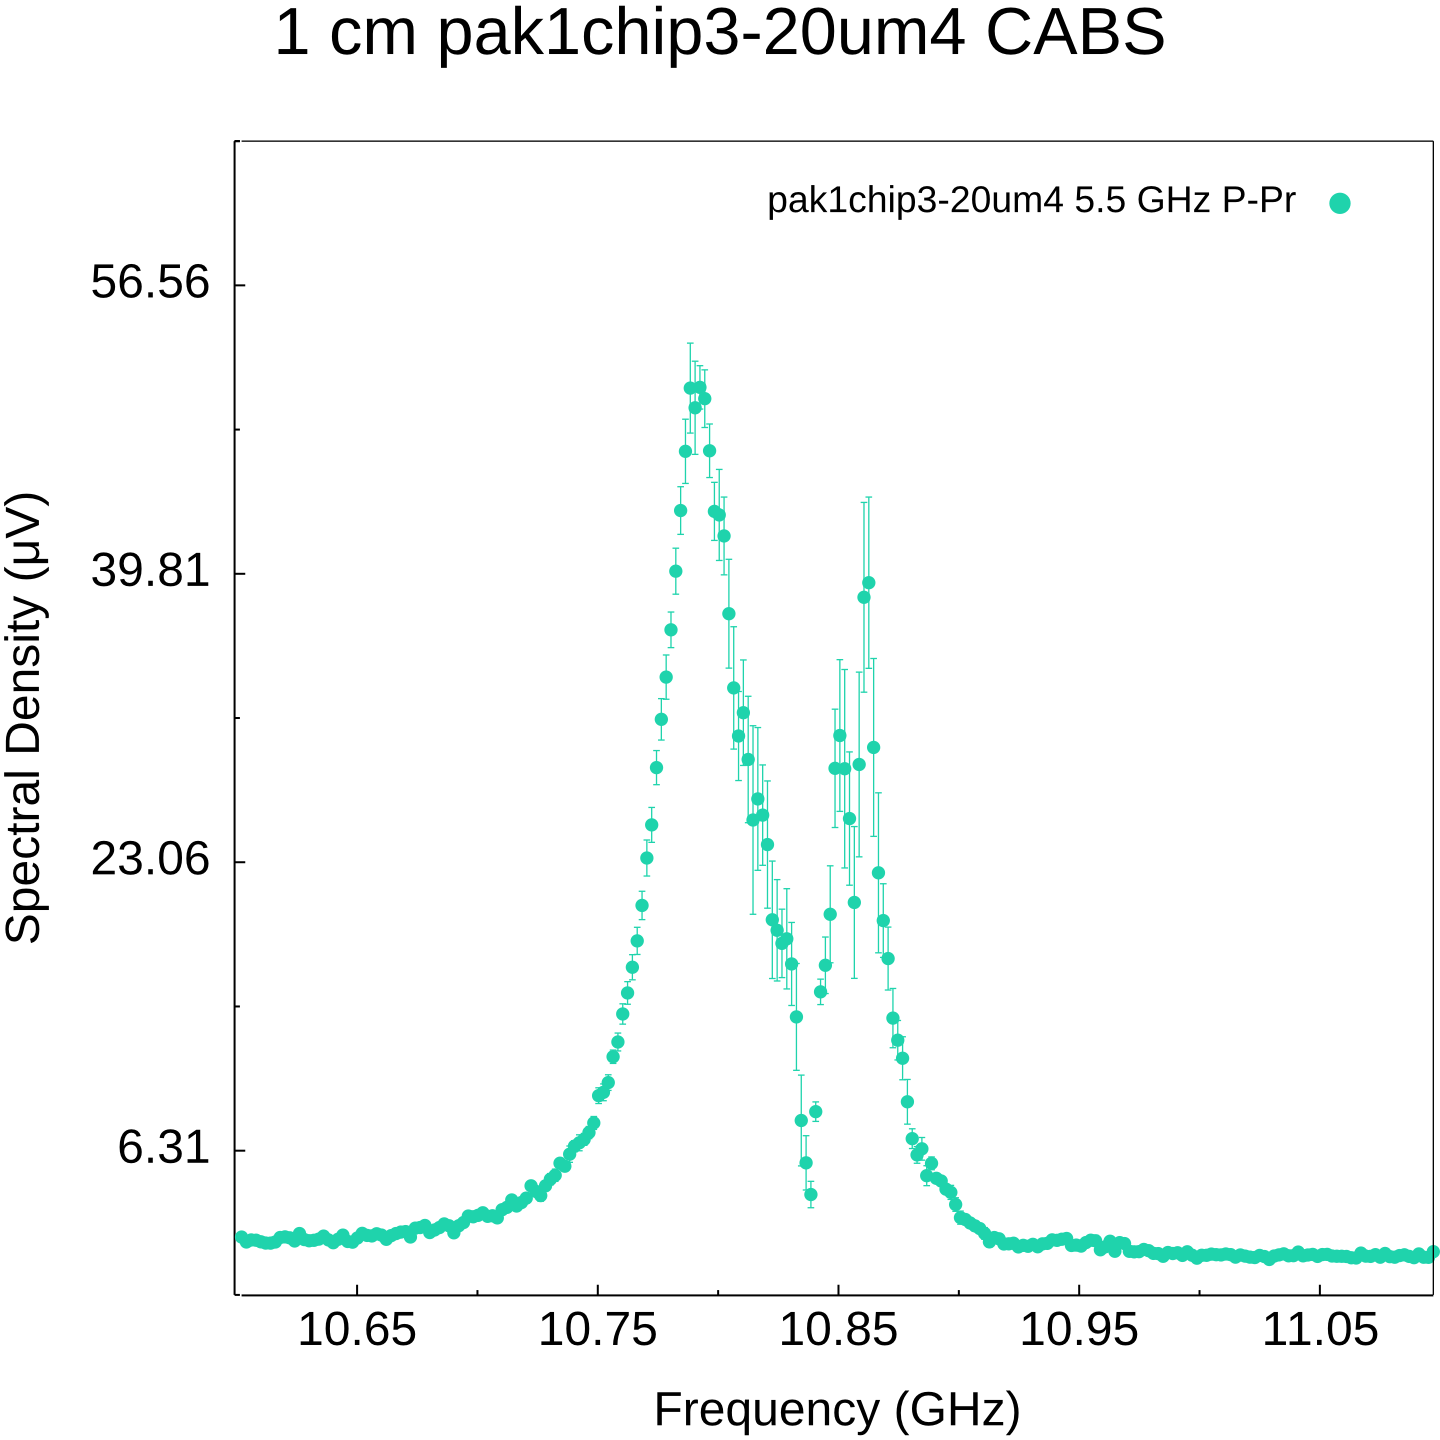 1 cm pak1chip3-20um4 CABS
pak1chip3-20um4 5.5 GHz P-Pr
56.56
39.81
23.06
6.31
Spectral Density (μV)
10.65
10.75
10.85
10.95
11.05
Frequency (GHz)